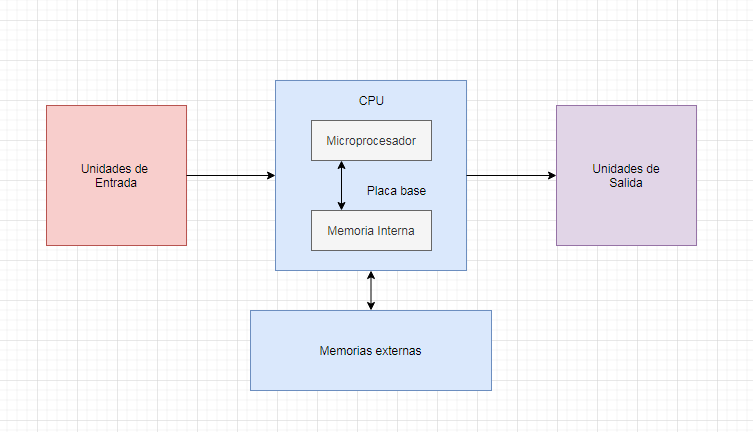 CPU
Microprocesador
Unidades de
Entrada
Placa base
Unidades de
Salida
Memoria Interna
Memorias externas